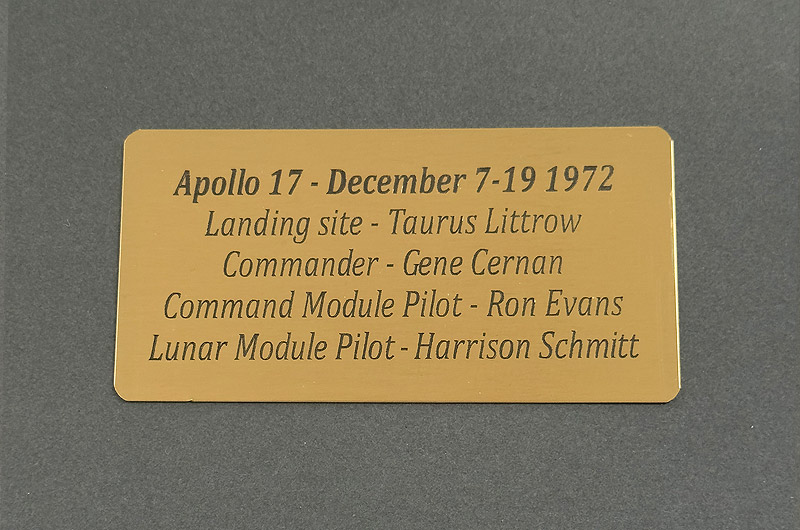 Apollo 17 - December 7-19 1972
Landing site - Taurus Littrow
Commander - Gene Cernan
Command Module Pilot - Ron Evans
Lunar Module Pilot - Harrison Schmitt